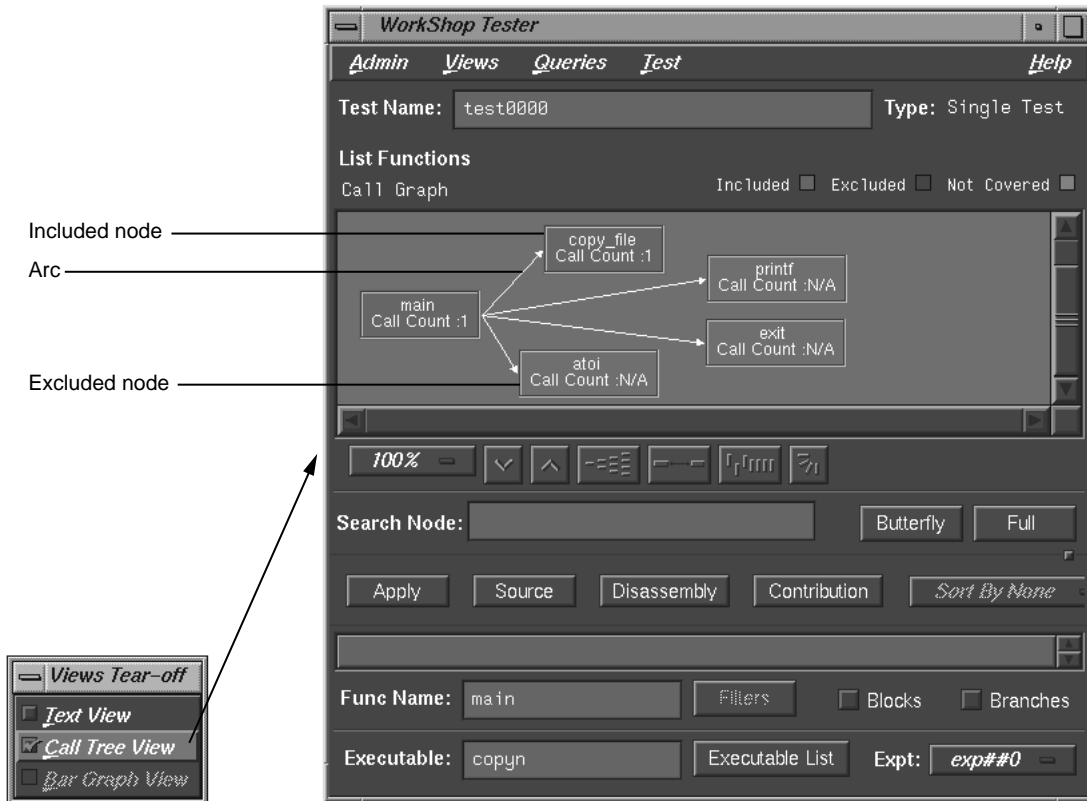 WorkShop Tester
Admin Views Queries Test Help
Test Name: test0000 Type: Single Test
List Functions
Call Graph Included Excluded Not Covered
Included node
Arc
Excluded node
copy_file
Call Count :1
printf
Call Count :N/A
main
Call Count :1
exit
Call Count :N/A
atoi
Call Count :N/A
100%
Search Node: Butterfly Full
Apply Source Disassembly Contribution Sort By None
Views Tear-off
Text View
Call Tree View
Bar Graph View
Func Name: main Filters Blocks Branches
Executable: copyn Executable List Expt: exp##0